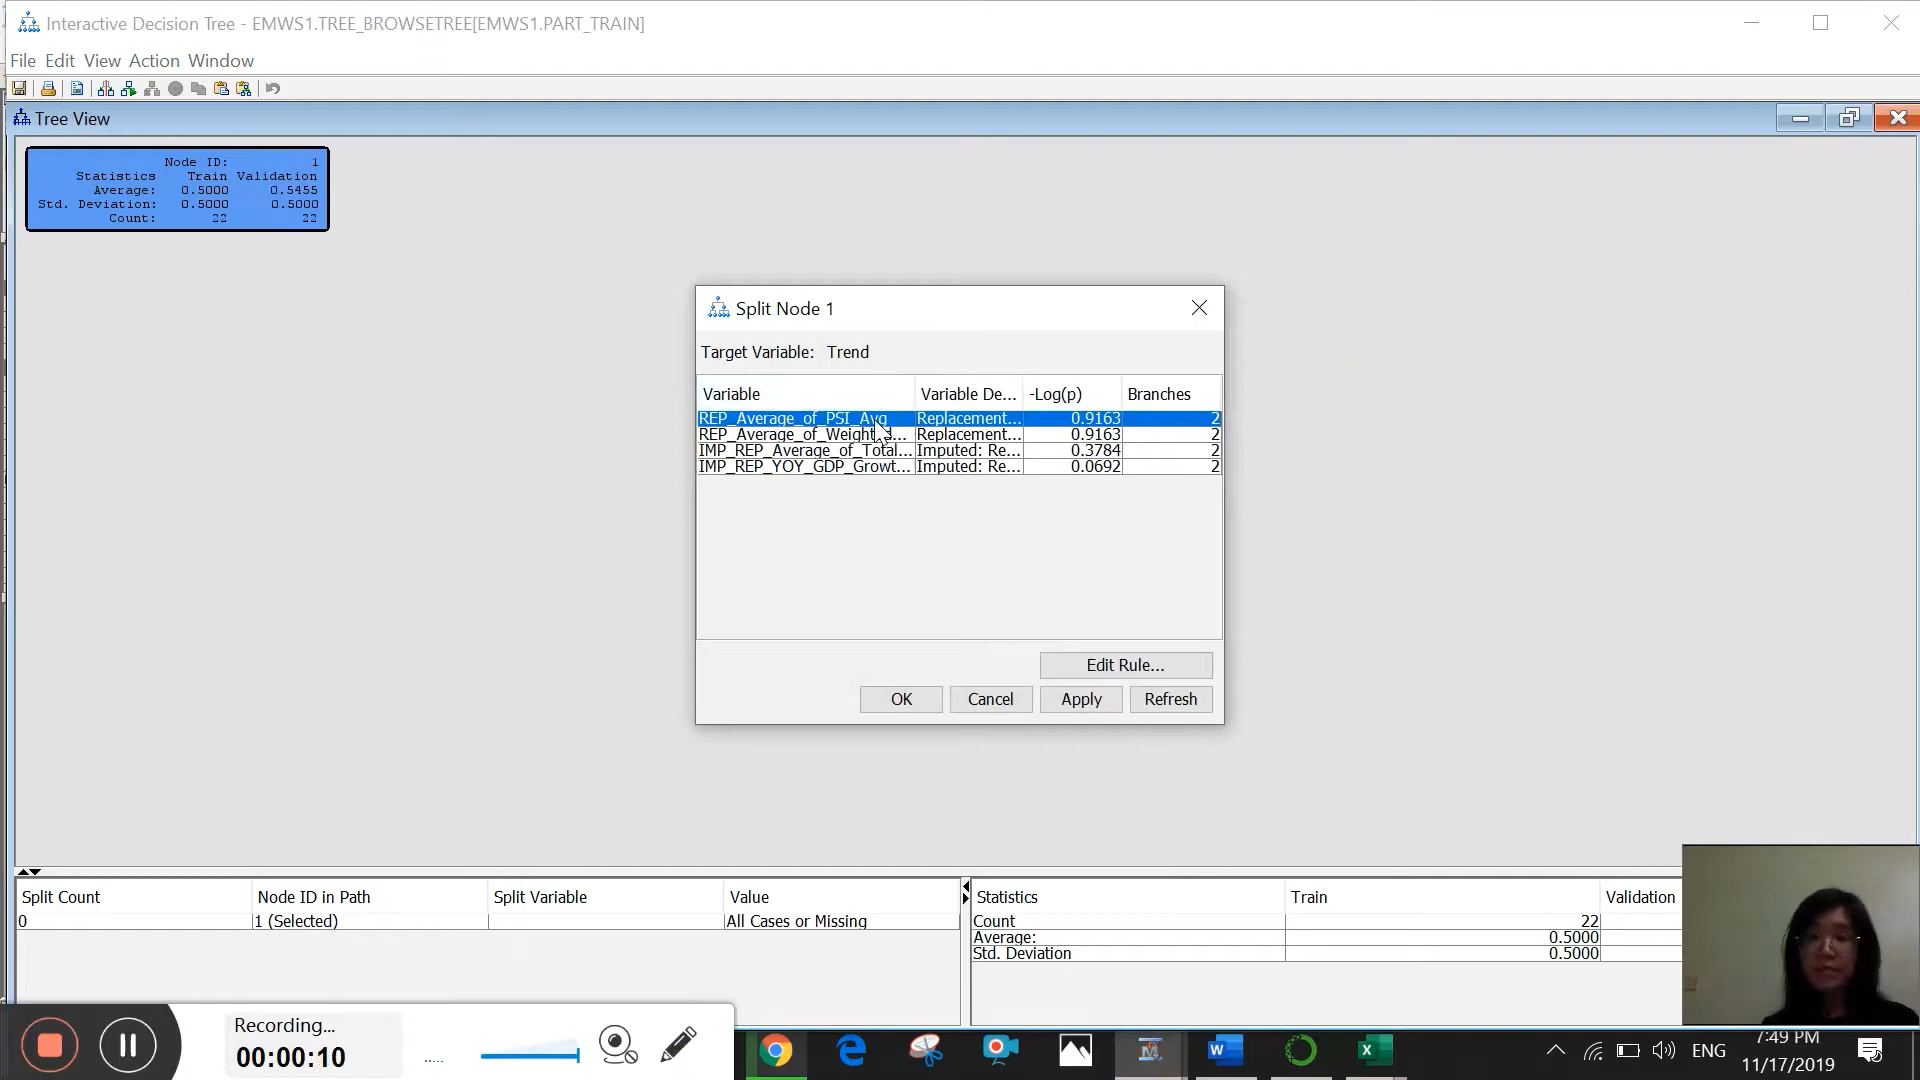 Interactive Decision Tree - EMWS1.TREE_BROWSETREE[EMWS1.PART_TRAIN]
File Edit View Action Window
Tree View
Node ID: 1
Statistics Train Validation
Average: 0.5000 0.5455
Std. Deviation: 0.5000 0.5000
Count: 22 22
Split Node 1
Target Variable: Trend
Variable Variable De... -Log(p) Branches
REP_Average_of_PSI_Avg Replacement... 0.9163 2
REP_Average_of_Weight... Replacement... 0.9163 2
IMP_REP_Average_of_Total... Imputed: Re... 0.3784 2
IMP_REP_YOY_GDP_Growt... Imputed: Re... 0.0692 2
Edit Rule...
OK Cancel Apply Refresh
Split Count Node ID in Path Split Variable Value
0 1 (Selected) All Cases or Missing
Statistics Train Validation
Count 22
Average: 0.5000
Std. Deviation 0.5000
Recording...
00:00:10
.....
ENG
7:49 PM
11/17/2019